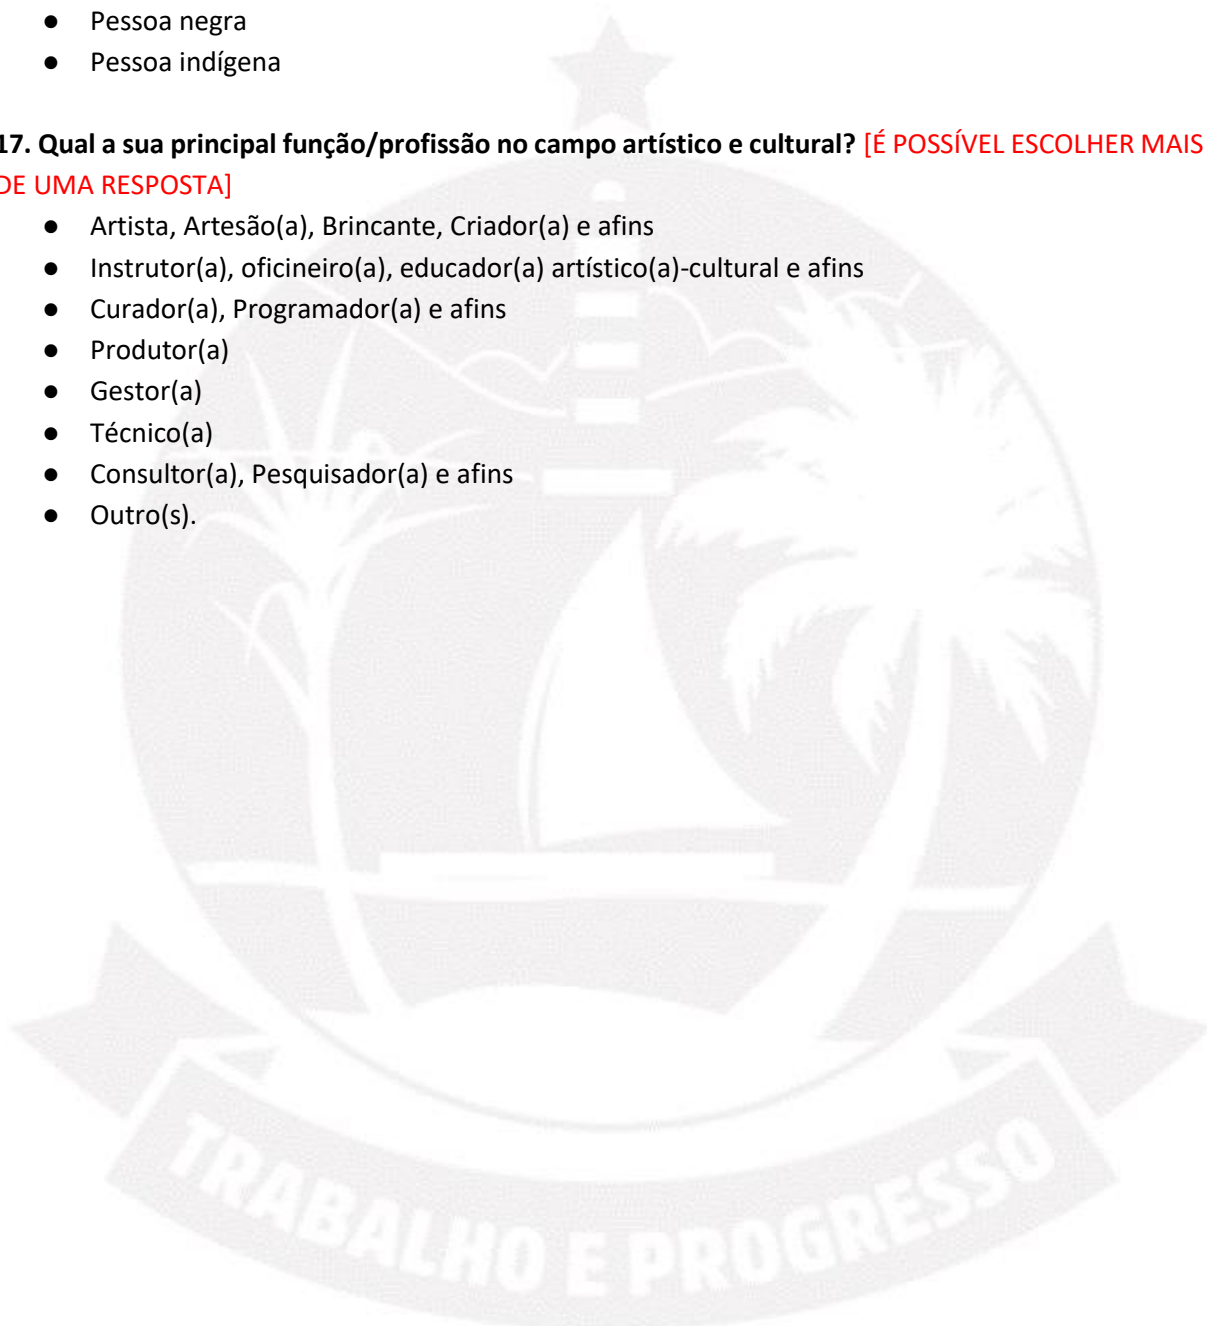 ● Pessoa negra
● Pessoa indígena
17. Qual a sua principal função/profissão no campo artístico e cultural? [É POSSÍVEL ESCOLHER MAIS
DE UMA RESPOSTA]
● Artista, Artesão(a), Brincante, Criador(a) e afins
● Instrutor(a), oficineiro(a), educador(a) artístico(a)-cultural e afins
● Curador(a), Programador(a) e afins
● Produtor(a)
● Gestor(a)
● Técnico(a)
● Consultor(a), Pesquisador(a) e afins
● Outro(s).
TRABALHO E PROGRESSO